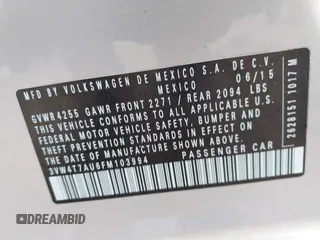 MFD BY VOLKSWAGEN DE MEXICO S.A. DE C.V.
MEXICO 06/15
GVWR4255 GAWR FRONT 2271 / REAR 2094 LBS
THIS VEHICLE CONFORMS TO ALL APPLICABLE
FEDERAL MOTOR VEHICLE SAFETY, BUMPER, AND
THEFT PREVENTION STANDARDS IN EFFECT ON
THE DATE OF MANUFACTURE SHOWN ABOVE.
3VW4T7AU6FM103994
PASSENGER CAR
2628151 1017 M
DREAMBID